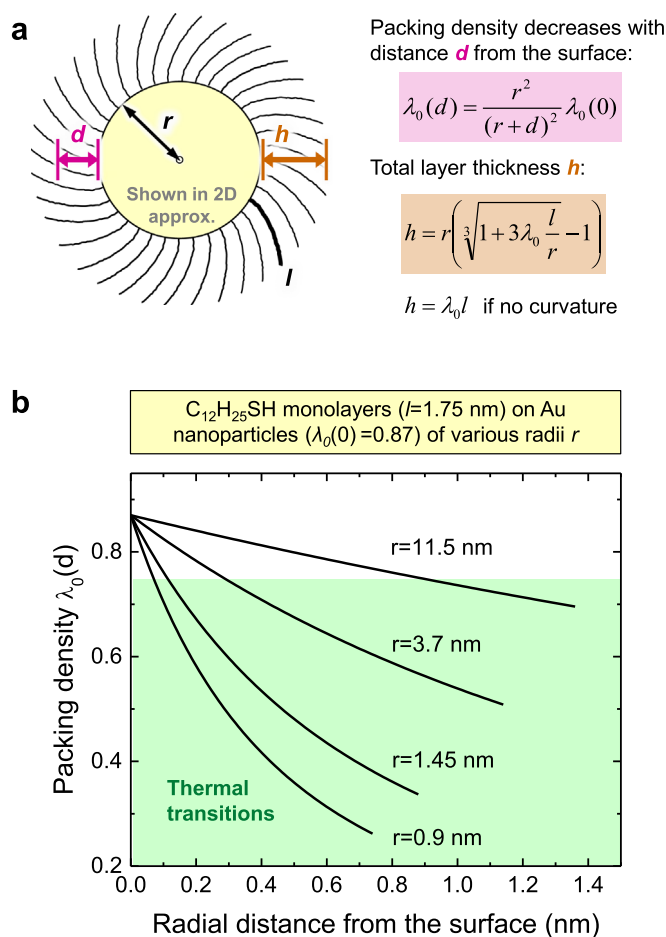 a
Packing density decreases with
distance d from the surface:
λ₀(d) = r² / (r + d)² λ₀(0)
Total layer thickness h:
h = r(∛(1 + 3λ₀ l/r) − 1)
h = λ₀l if no curvature
d
r
h
Shown in 2D
approx.
l
b
C₁₂H₂₅SH monolayers (l=1.75 nm) on Au
nanoparticles (λ₀(0)=0.87) of various radii r
Packing density λ₀(d)
0.8
0.6
0.4
0.2
r=11.5 nm
r=3.7 nm
r=1.45 nm
r=0.9 nm
Thermal
transitions
0.0 0.2 0.4 0.6 0.8 1.0 1.2 1.4
Radial distance from the surface (nm)